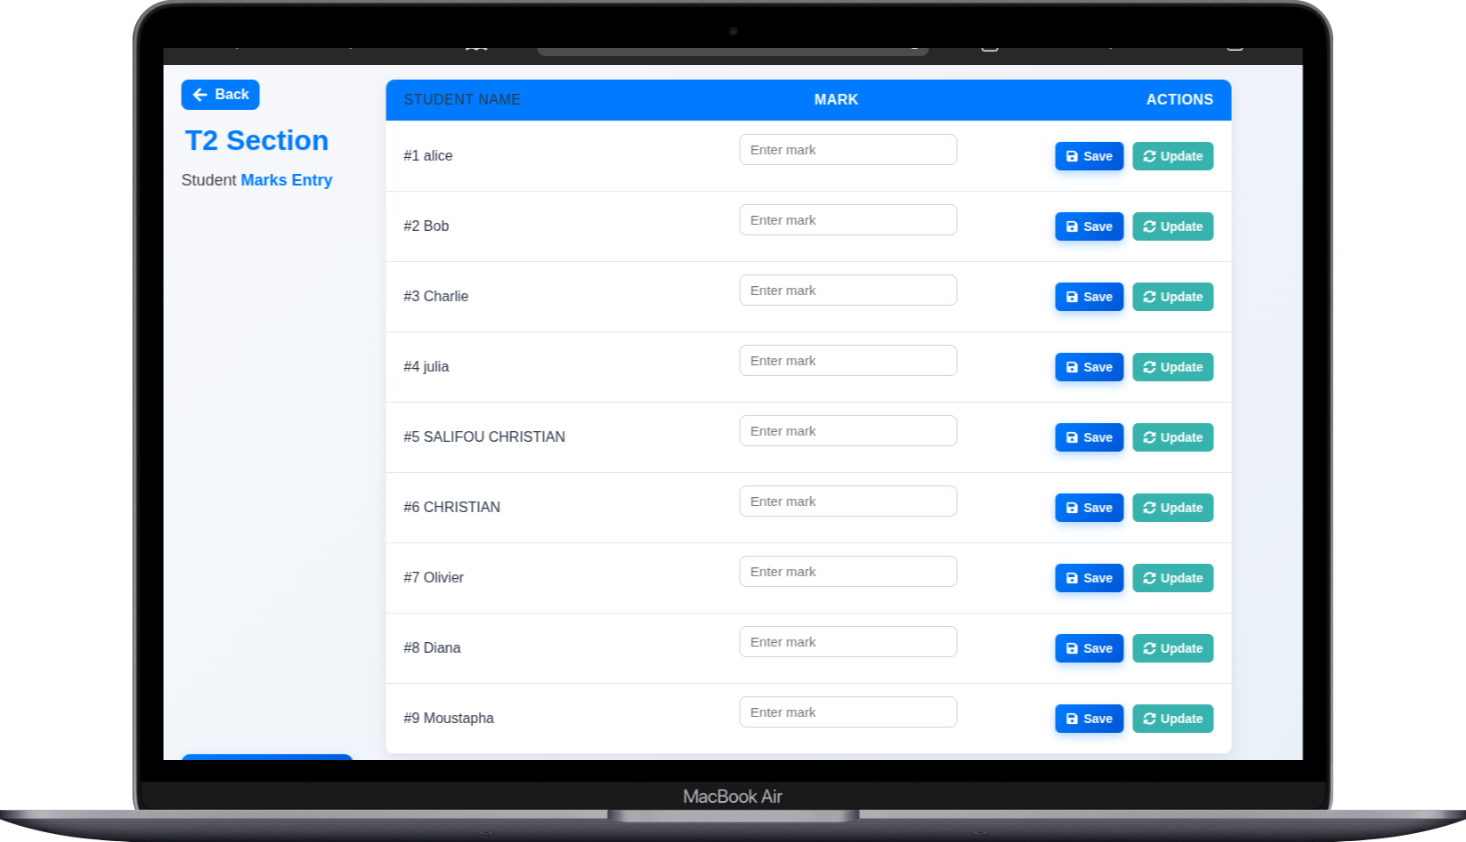 Back
T2 Section
Student Marks Entry
STUDENT NAME MARK ACTIONS
#1 alice Enter mark Save Update
#2 Bob Enter mark Save Update
#3 Charlie Enter mark Save Update
#4 julia Enter mark Save Update
#5 SALIFOU CHRISTIAN Enter mark Save Update
#6 CHRISTIAN Enter mark Save Update
#7 Olivier Enter mark Save Update
#8 Diana Enter mark Save Update
#9 Moustapha Enter mark Save Update
MacBook Air